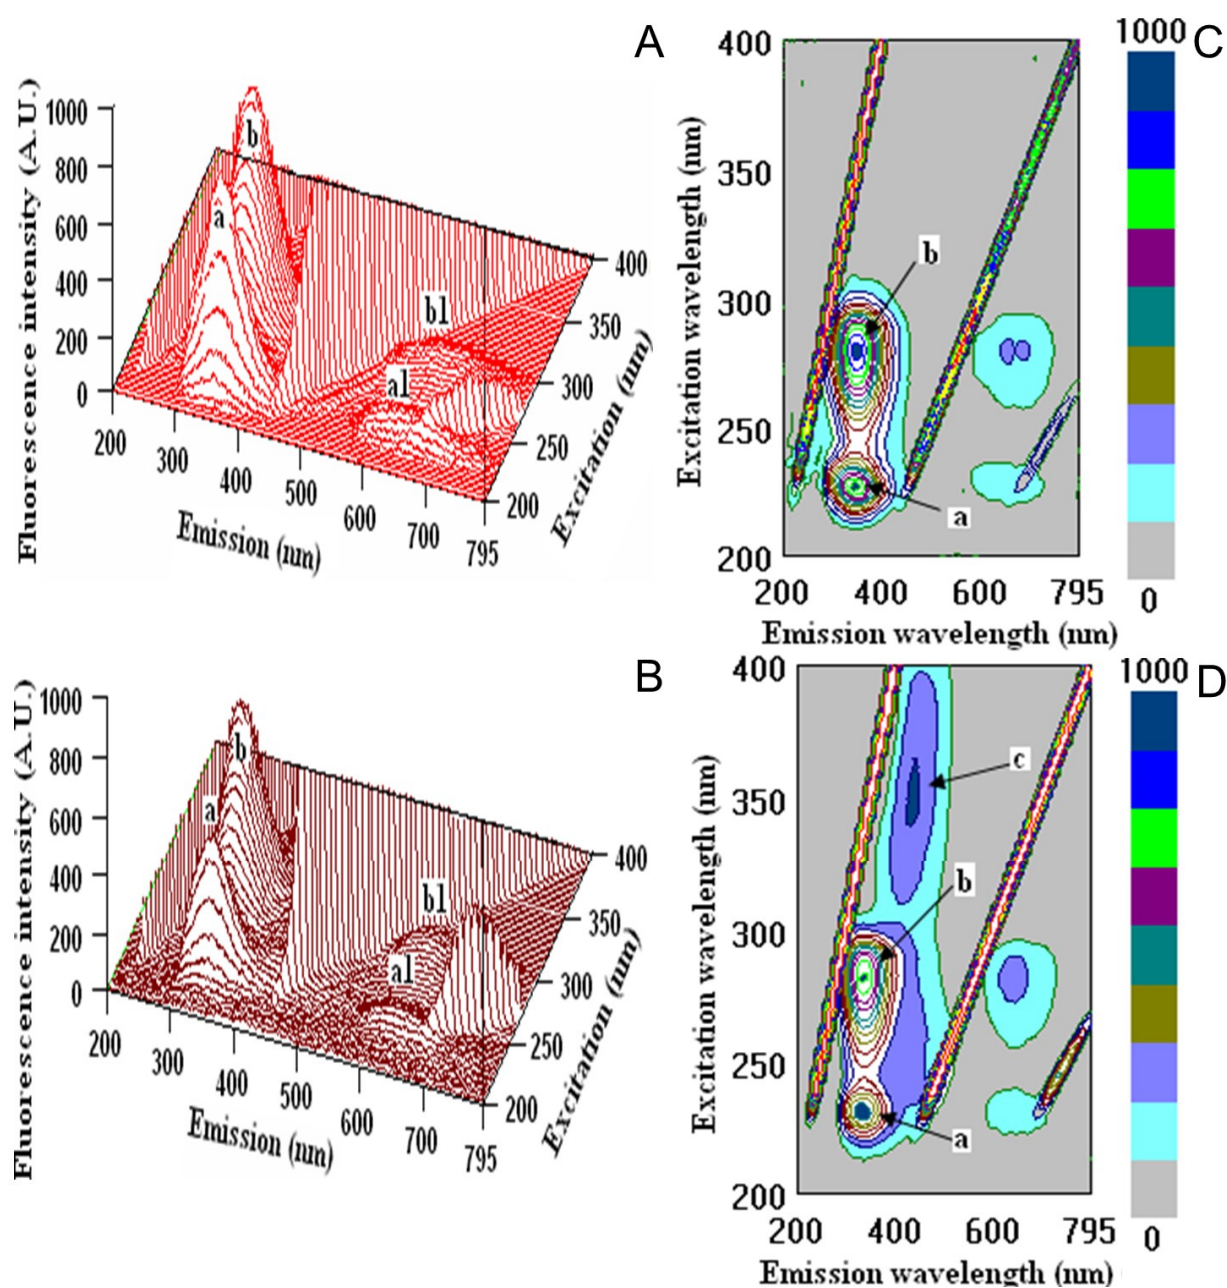 A
Fluorescence intensity (A.U.)
1000
800
600
400
200
0
a
b
a1
b1
200
300
400
500
600
700
795
Emission (nm)
200
250
300
350
400
Excitation (nm)
C
Excitation wavelength (nm)
400
350
300
250
200
b
a
200
400
600
795
Emission wavelength (nm)
1000
0
B
Fluorescence intensity (A.U.)
1000
800
600
400
200
0
a
b
a1
b1
200
300
400
500
600
700
795
Emission (nm)
200
250
300
350
400
Excitation (nm)
D
Excitation wavelength (nm)
400
350
300
250
200
c
b
a
200
400
600
795
Emission wavelength (nm)
1000
0